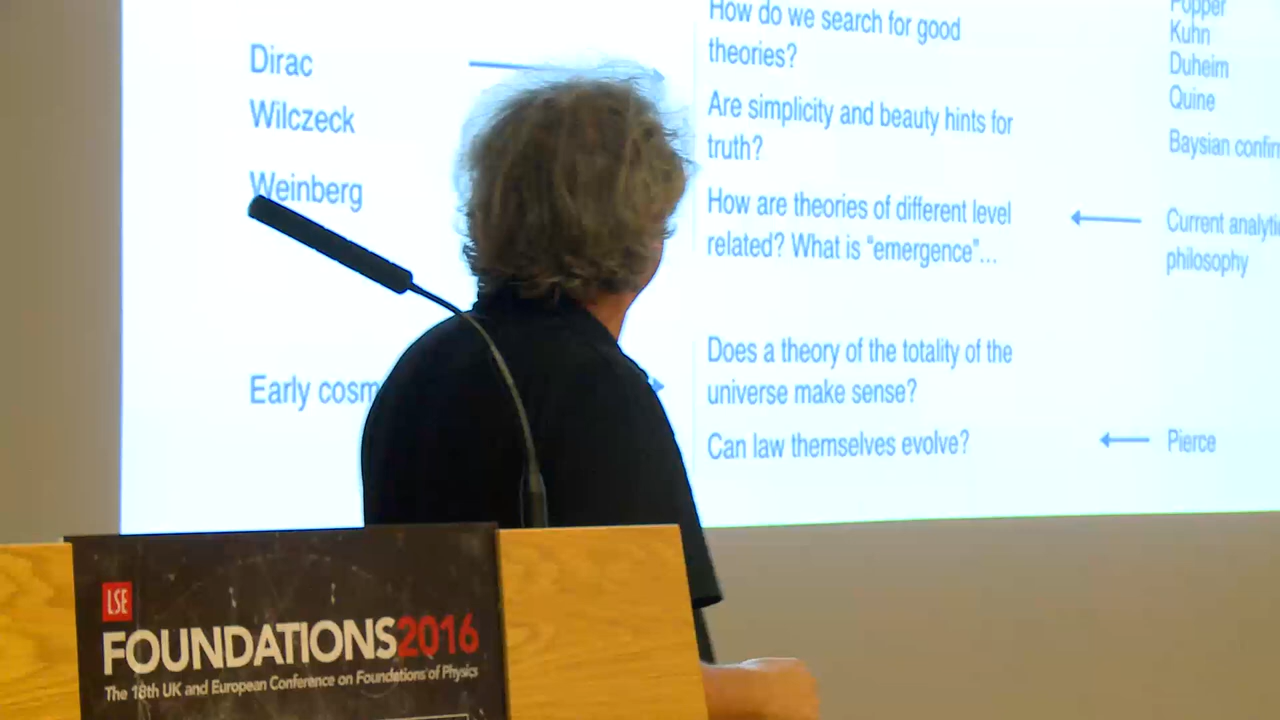 Dirac
Wilczeck
Weinberg
Early cosm
How do we search for good
theories?
Are simplicity and beauty hints for
truth?
How are theories of different level
related? What is “emergence”...
Does a theory of the totality of the
universe make sense?
Can law themselves evolve?
Popper
Kuhn
Duheim
Quine
Baysian confir
Current analyti
philosophy
Pierce
LSE
FOUNDATIONS2016
The 18th UK and European Conference on Foundations of Physics